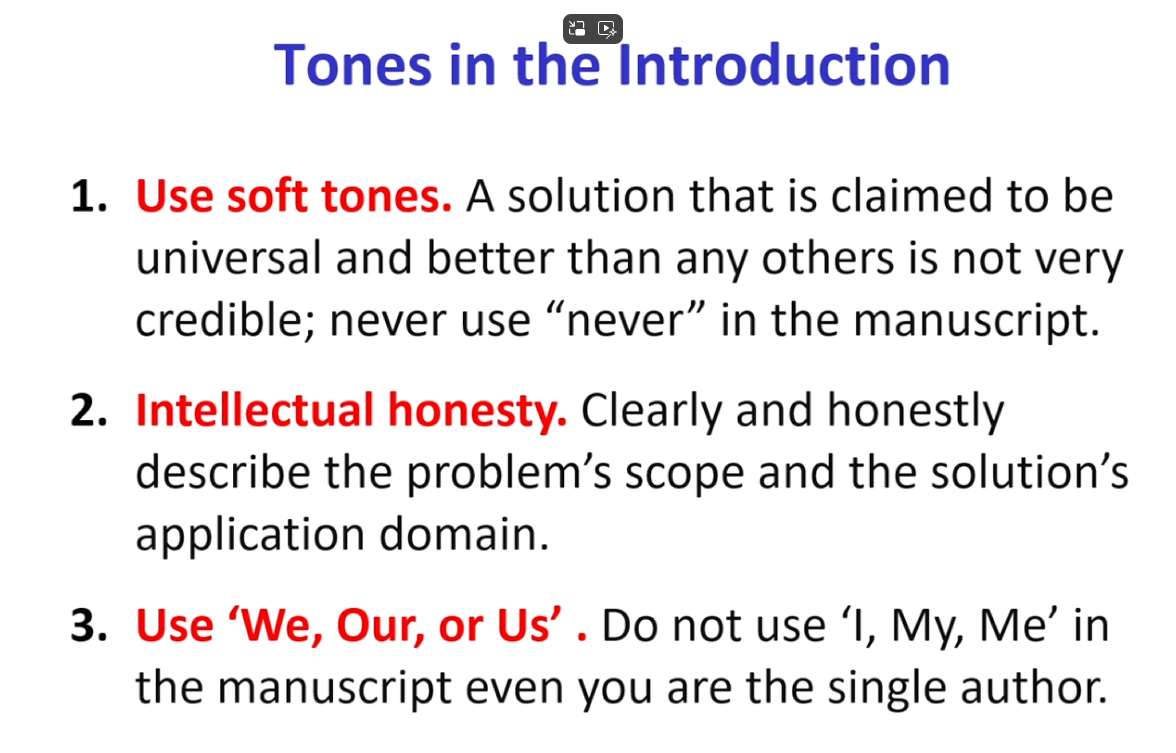 Tones in the Introduction
1. Use soft tones. A solution that is claimed to be
universal and better than any others is not very
credible; never use “never” in the manuscript.
2. Intellectual honesty. Clearly and honestly
describe the problem’s scope and the solution’s
application domain.
3. Use ‘We, Our, or Us’ . Do not use ‘I, My, Me’ in
the manuscript even you are the single author.